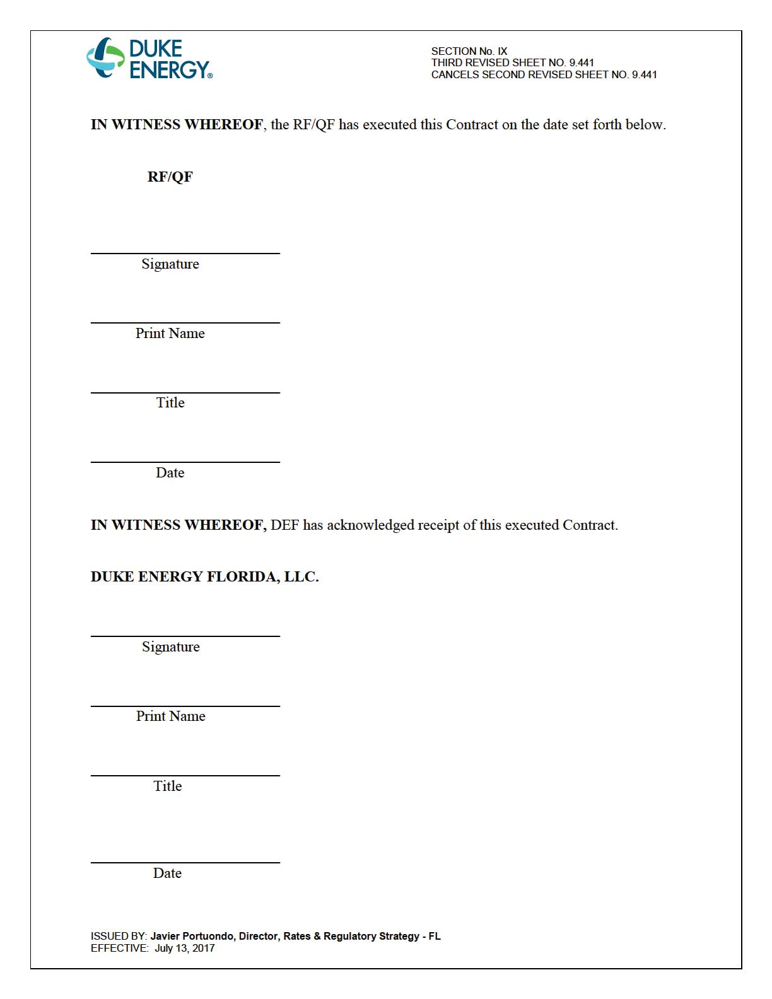 DUKE
ENERGY®
SECTION No. IX
THIRD REVISED SHEET NO. 9.441
CANCELS SECOND REVISED SHEET NO. 9.441
IN WITNESS WHEREOF, the RF/QF has executed this Contract on the date set forth below.
RF/QF
Signature
Print Name
Title
Date
IN WITNESS WHEREOF, DEF has acknowledged receipt of this executed Contract.
DUKE ENERGY FLORIDA, LLC.
Signature
Print Name
Title
Date
ISSUED BY: Javier Portuondo, Director, Rates & Regulatory Strategy - FL
EFFECTIVE: July 13, 2017